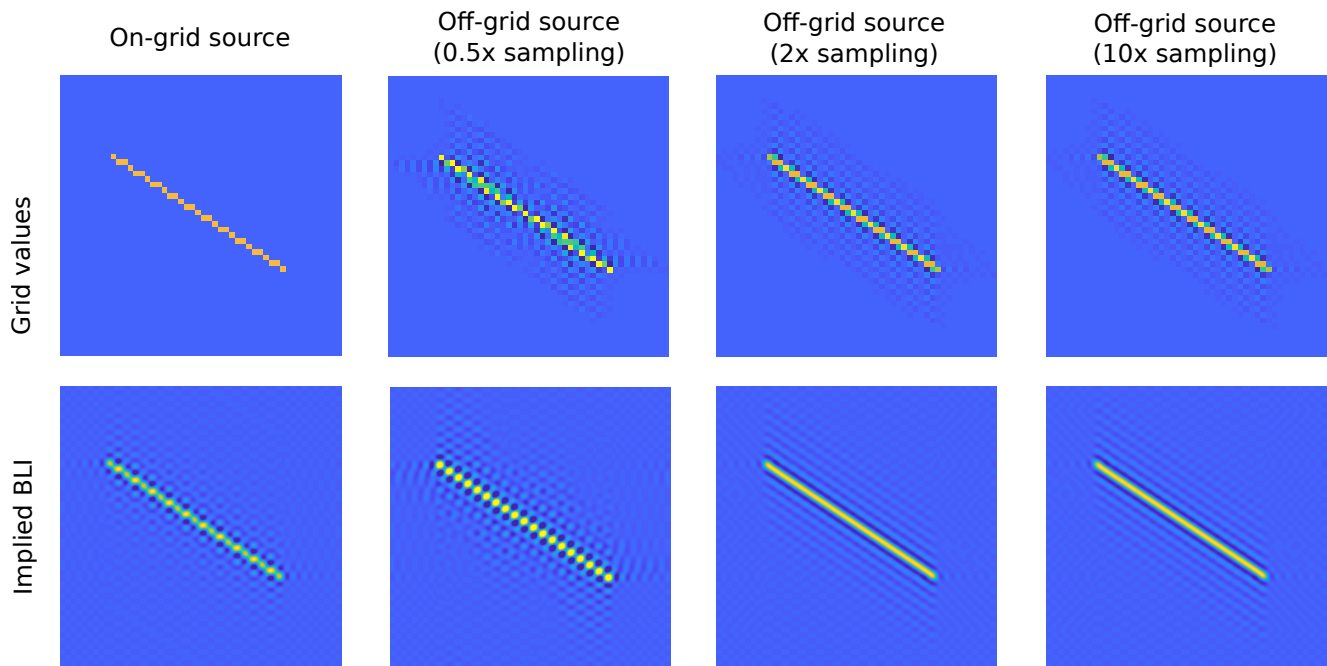 On-grid source
Off-grid source
(0.5x sampling)
Off-grid source
(2x sampling)
Off-grid source
(10x sampling)
Grid values
Implied BLI